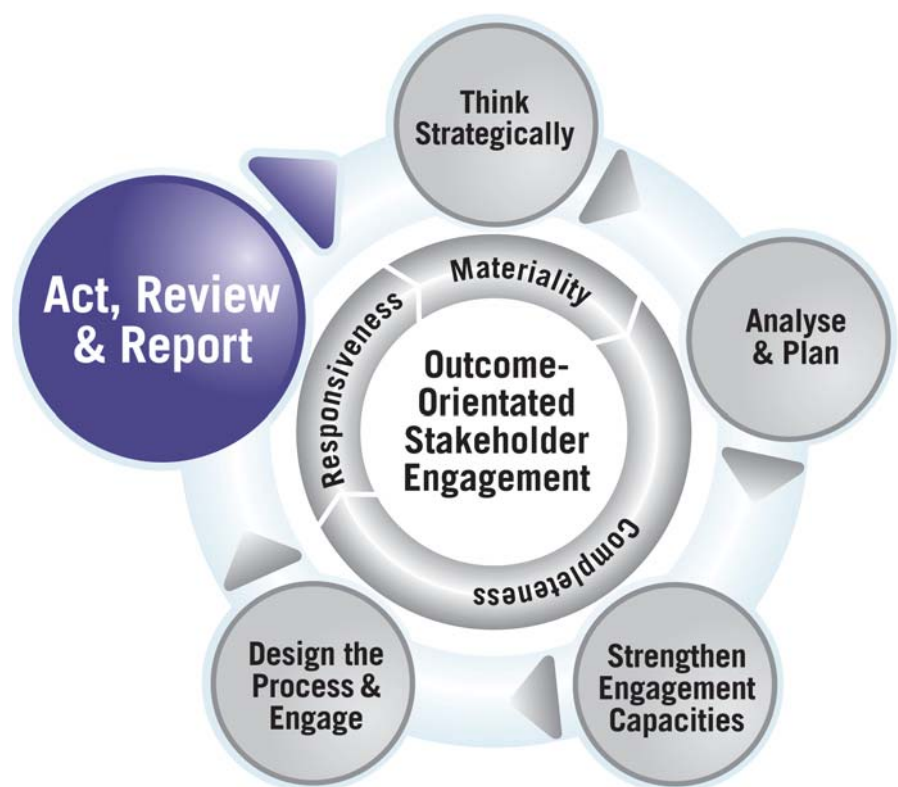 Think
Strategically
Act, Review
& Report
Analyse
& Plan
Materiality
Responsiveness
Completeness
Outcome-
Orientated
Stakeholder
Engagement
Design the
Process &
Engage
Strengthen
Engagement
Capacities